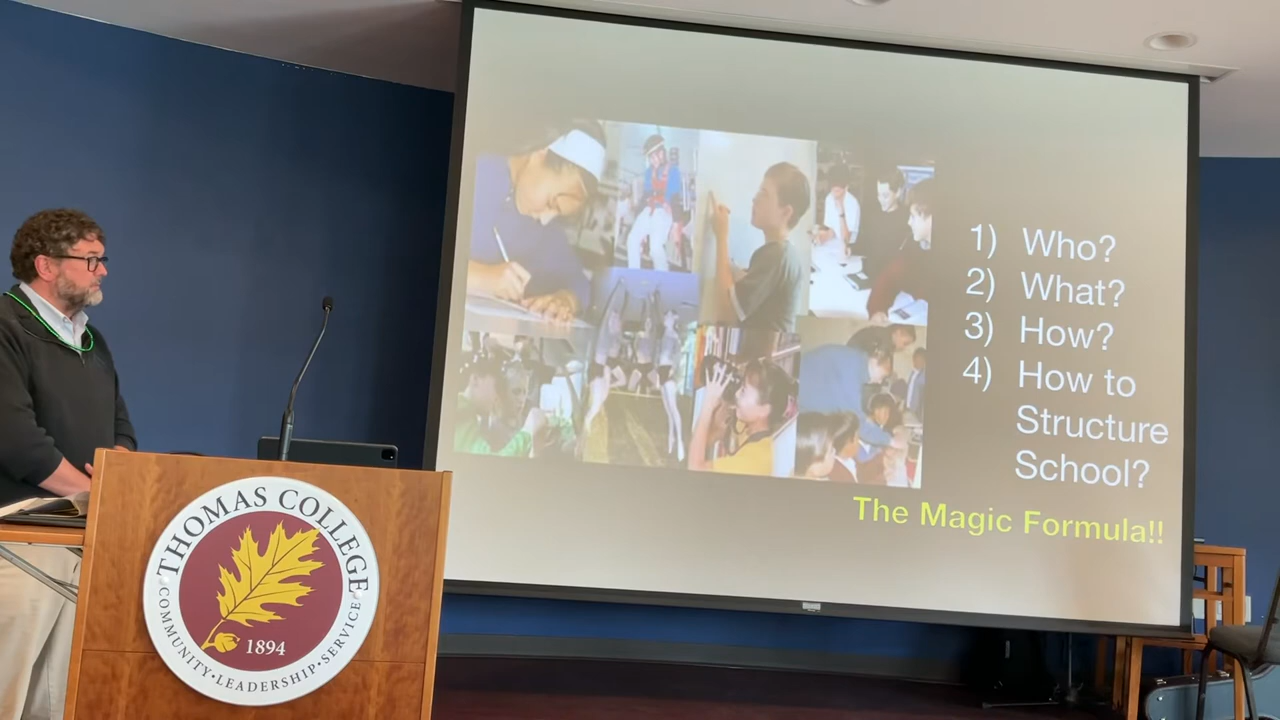 1) Who?
2) What?
3) How?
4) How to
Structure
School?
The Magic Formula!!
THOMAS COLLEGE
1894
COMMUNITY•LEADERSHIP•SERVICE